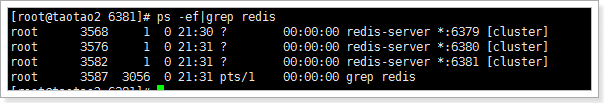 [root@taotao2 6381]# ps -ef|grep redis
root      3568     1  0 21:30 ?        00:00:00 redis-server *:6379 [cluster]
root      3576     1  0 21:31 ?        00:00:00 redis-server *:6380 [cluster]
root      3582     1  0 21:31 ?        00:00:00 redis-server *:6381 [cluster]
root      3587  3056  0 21:31 pts/1    00:00:00 grep redis
[root@taotao2 6381]#